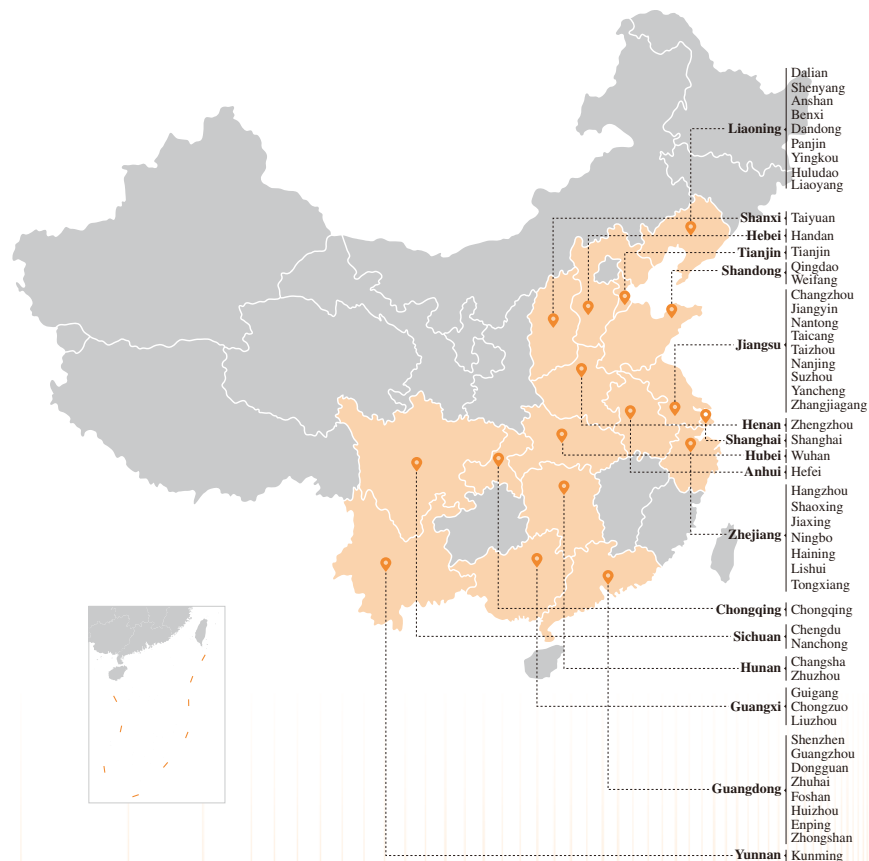 Liaoning
Dalian
Shenyang
Anshan
Benxi
Dandong
Panjin
Yingkou
Huludao
Liaoyang
Shanxi
Taiyuan
Hebei
Handan
Tianjin
Tianjin
Shandong
Qingdao
Weifang
Jiangsu
Changzhou
Jiangyin
Nantong
Taicang
Taizhou
Nanjing
Suzhou
Yancheng
Zhangjiagang
Henan
Zhengzhou
Shanghai
Shanghai
Hubei
Wuhan
Anhui
Hefei
Zhejiang
Hangzhou
Shaoxing
Jiaxing
Ningbo
Haining
Lishui
Tongxiang
Chongqing
Chongqing
Sichuan
Chengdu
Nanchong
Hunan
Changsha
Zhuzhou
Guangxi
Guigang
Chongzuo
Liuzhou
Guangdong
Shenzhen
Guangzhou
Dongguan
Zhuhai
Foshan
Huizhou
Enping
Zhongshan
Yunnan
Kunming